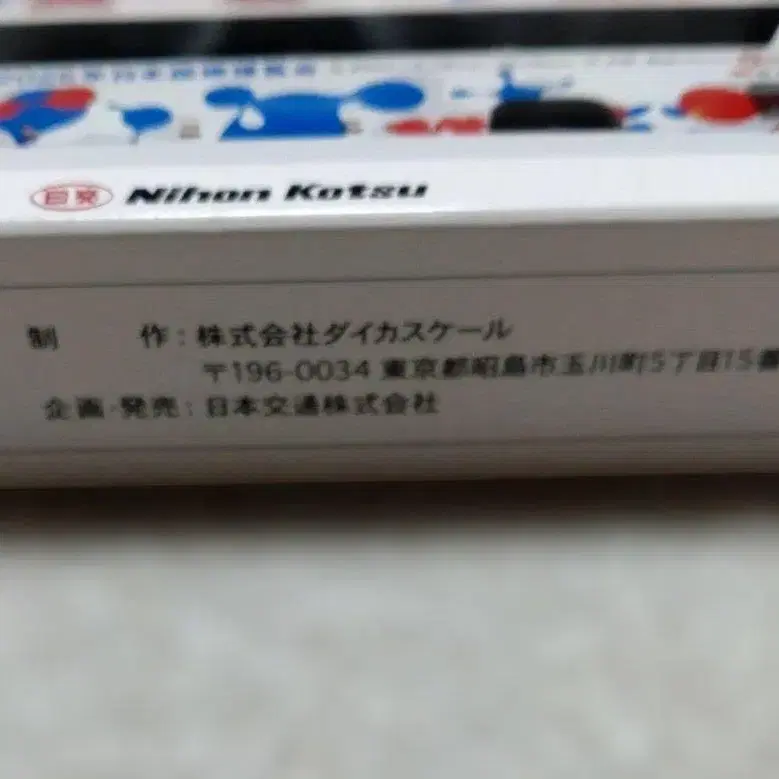 日交 Nihon Kotsu
制 作：株式会社ダイカスケール
〒196-0034 東京都昭島市玉川町5丁目15番
企画・発売：日本交通株式会社